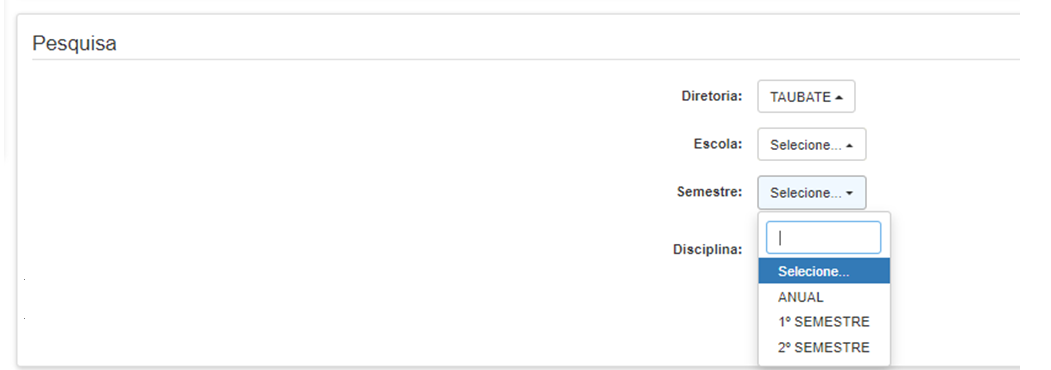 Pesquisa
Diretoria: TAUBATE
Escola: Selecione...
Semestre: Selecione...
Disciplina:
Selecione...
ANUAL
1º SEMESTRE
2º SEMESTRE